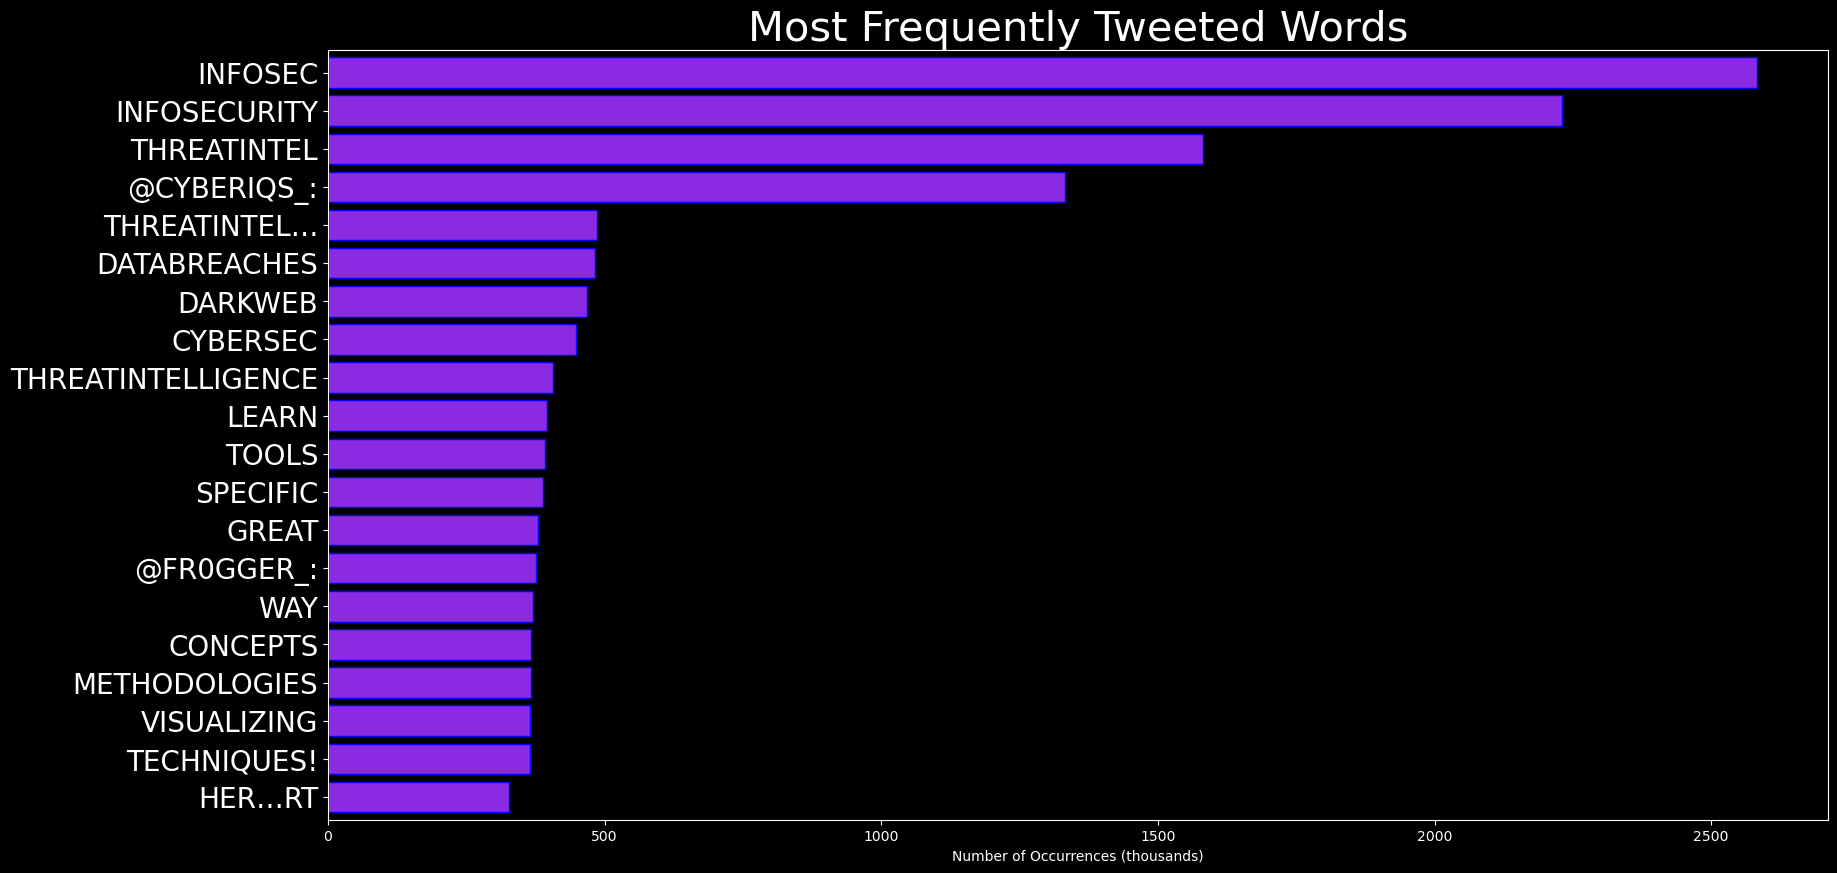 Most Frequently Tweeted Words
INFOSEC
INFOSECURITY
THREATINTEL
@CYBERIQS_:
THREATINTEL…
DATABREACHES
DARKWEB
CYBERSEC
THREATINTELLIGENCE
LEARN
TOOLS
SPECIFIC
GREAT
@FR0GGER_:
WAY
CONCEPTS
METHODOLOGIES
VISUALIZING
TECHNIQUES!
HER…RT
0 500 1000 1500 2000 2500
Number of Occurrences (thousands)